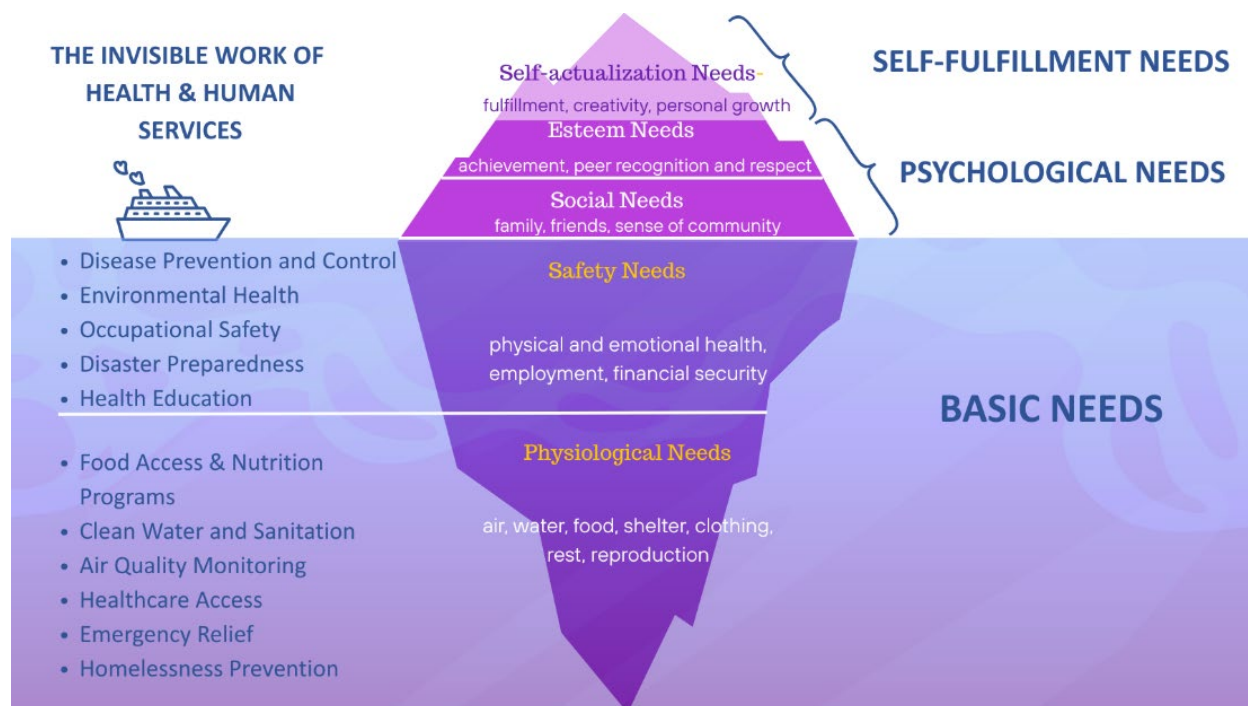 THE INVISIBLE WORK OF
HEALTH & HUMAN
SERVICES
• Disease Prevention and Control
• Environmental Health
• Occupational Safety
• Disaster Preparedness
• Health Education
• Food Access & Nutrition
Programs
• Clean Water and Sanitation
• Air Quality Monitoring
• Healthcare Access
• Emergency Relief
• Homelessness Prevention
Self-actualization Needs-
fulfillment, creativity, personal growth
Esteem Needs
achievement, peer recognition and respect
Social Needs
family, friends, sense of community
Safety Needs
physical and emotional health,
employment, financial security
Physiological Needs
air, water, food, shelter, clothing,
rest, reproduction
SELF-FULFILLMENT NEEDS
PSYCHOLOGICAL NEEDS
BASIC NEEDS